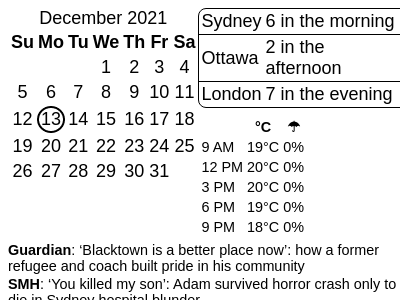 December 2021
Su Mo Tu We Th Fr Sa
1 2 3 4
5 6 7 8 9 10 11
12 13 14 15 16 17 18
19 20 21 22 23 24 25
26 27 28 29 30 31
Sydney 6 in the morning
Ottawa 2 in the
afternoon
London 7 in the evening
°C ☂
9 AM 19°C 0%
12 PM 20°C 0%
3 PM 20°C 0%
6 PM 19°C 0%
9 PM 18°C 0%
Guardian: ‘Blacktown is a better place now’: how a former
refugee and coach built pride in his community
SMH: ‘You killed my son’: Adam survived horror crash only to
die in Sydney hospital blunder